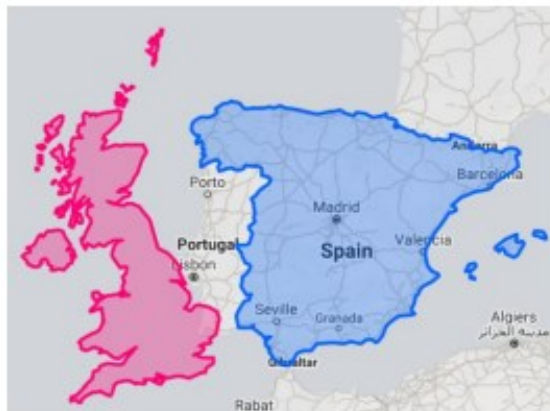 Andorra
Barcelona
Porto
Madrid
Portugal
Spain
Valencia
Lisbon
Seville
Granada
Algiers
مدينة الجزائر
Gibraltar
Rabat